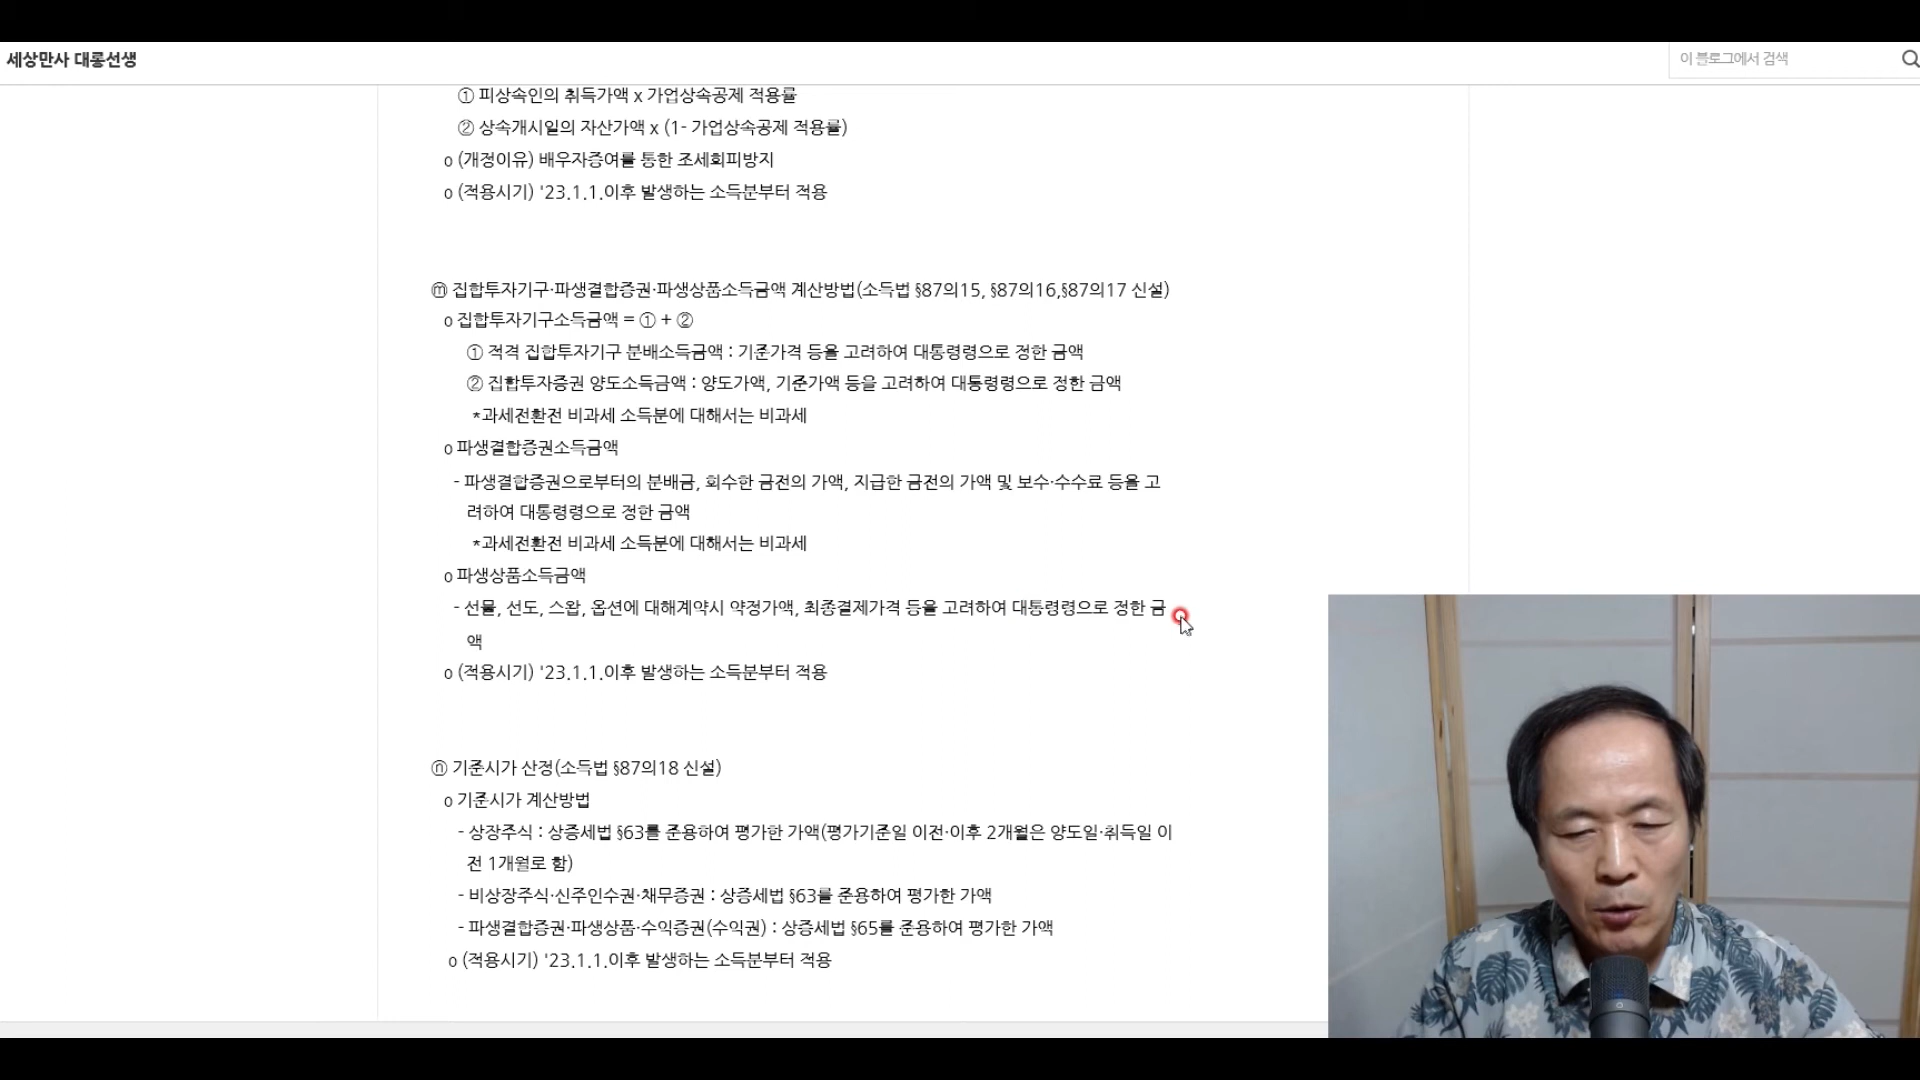 세상만사 대롱선생
이 블로그에서 검색
① 피상속인의 취득가액 x 가업상속공제 적용률
② 상속개시일의 자산가액 x (1- 가업상속공제 적용률)
o (개정이유) 배우자증여를 통한 조세회피방지
o (적용시기) '23.1.1.이후 발생하는 소득분부터 적용
ⓜ 집합투자기구·파생결합증권·파생상품소득금액 계산방법(소득법 §87의15, §87의16,§87의17 신설)
o 집합투자기구소득금액 = ① + ②
① 적격 집합투자기구 분배소득금액 : 기준가격 등을 고려하여 대통령령으로 정한 금액
② 집합투자증권 양도소득금액 : 양도가액, 기준가액 등을 고려하여 대통령령으로 정한 금액
*과세전환전 비과세 소득분에 대해서는 비과세
o 파생결합증권소득금액
- 파생결합증권으로부터의 분배금, 회수한 금전의 가액, 지급한 금전의 가액 및 보수·수수료 등을 고
려하여 대통령령으로 정한 금액
*과세전환전 비과세 소득분에 대해서는 비과세
o 파생상품소득금액
- 선물, 선도, 스왑, 옵션에 대해계약시 약정가액, 최종결제가격 등을 고려하여 대통령령으로 정한 금
액
o (적용시기) '23.1.1.이후 발생하는 소득분부터 적용
ⓝ 기준시가 산정(소득법 §87의18 신설)
o 기준시가 계산방법
- 상장주식 : 상증세법 §63를 준용하여 평가한 가액(평가기준일 이전·이후 2개월은 양도일·취득일 이
전 1개월로 함)
- 비상장주식·신주인수권·채무증권 : 상증세법 §63를 준용하여 평가한 가액
- 파생결합증권·파생상품·수익증권(수익권) : 상증세법 §65를 준용하여 평가한 가액
o (적용시기) '23.1.1.이후 발생하는 소득분부터 적용